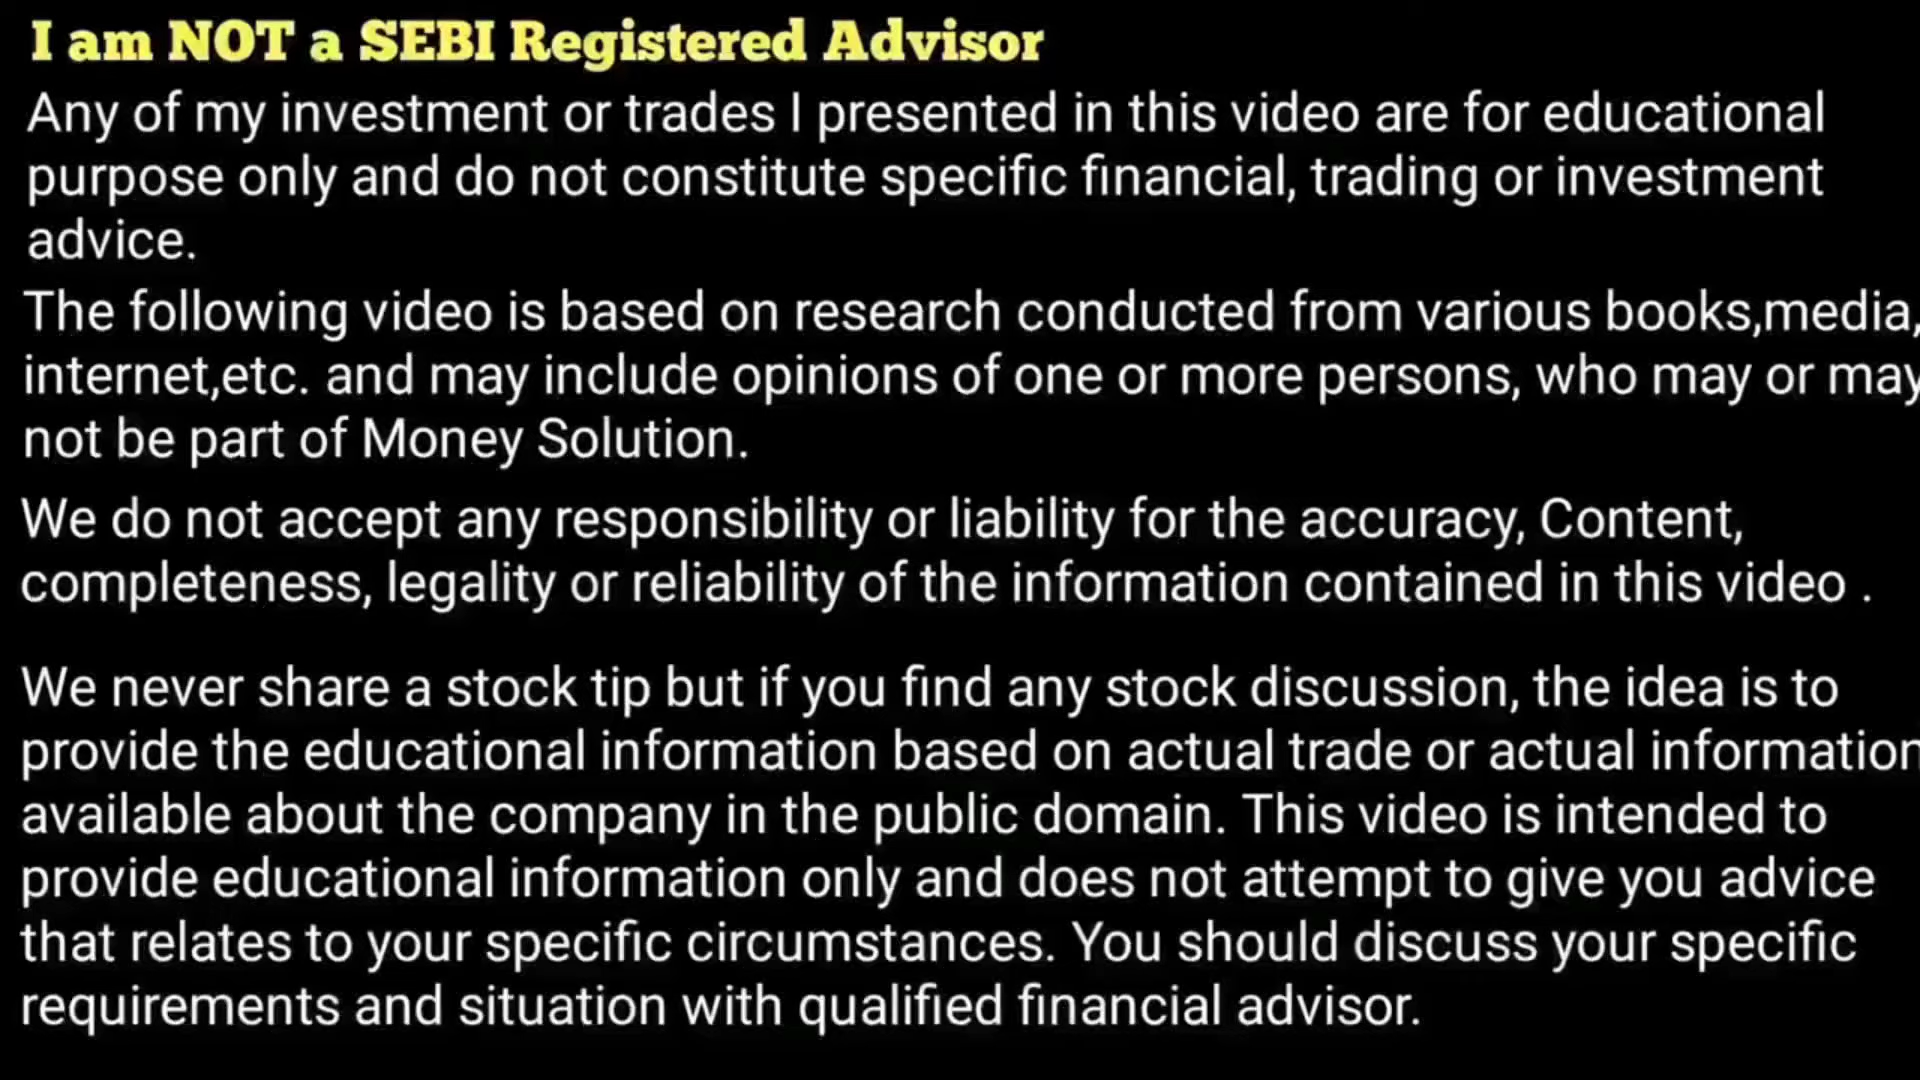 I am NOT a SEBI Registered Advisor
Any of my investment or trades I presented in this video are for educational
purpose only and do not constitute specific financial, trading or investment
advice.
The following video is based on research conducted from various books,media,
internet,etc. and may include opinions of one or more persons, who may or may
not be part of Money Solution.
We do not accept any responsibility or liability for the accuracy, Content,
completeness, legality or reliability of the information contained in this video .
We never share a stock tip but if you find any stock discussion, the idea is to
provide the educational information based on actual trade or actual information
available about the company in the public domain. This video is intended to
provide educational information only and does not attempt to give you advice
that relates to your specific circumstances. You should discuss your specific
requirements and situation with qualified financial advisor.